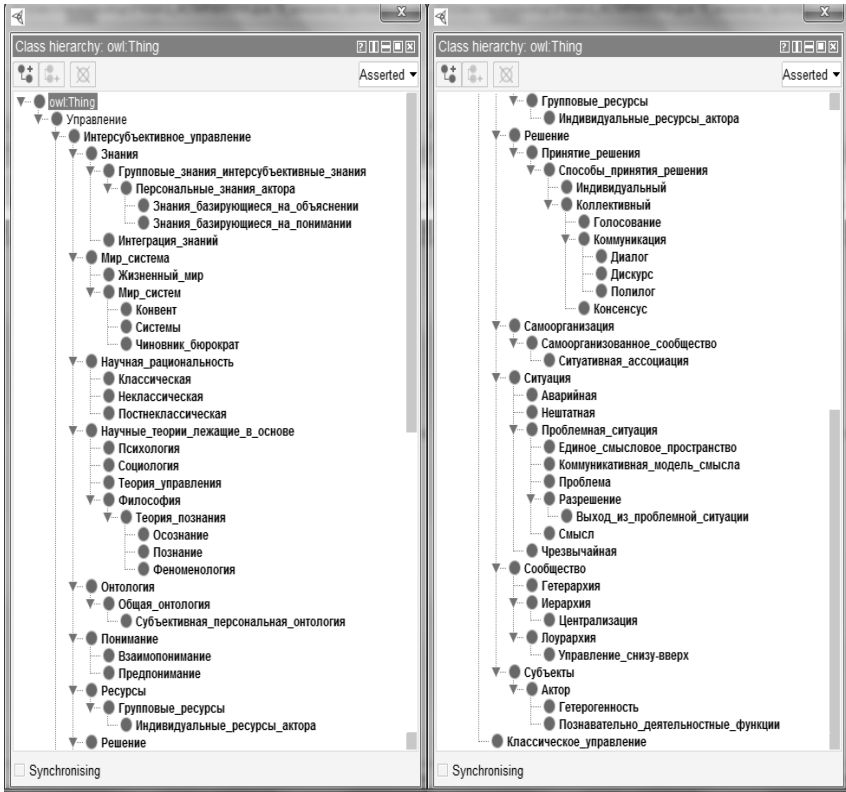 X
Class hierarchy: owl:Thing
Asserted
owl:Thing
Управление
Интерсубъективное_управление
Знания
Групповые_знания_интерсубъективные_знания
Персональные_знания_актора
Знания_базирующиеся_на_объяснении
Знания_базирующиеся_на_понимании
Интеграция_знаний
Мир_система
Жизненный_мир
Мир_систем
Конвент
Системы
Чиновник_бюрократ
Научная_рациональность
Классическая
Неклассическая
Постнеклассическая
Научные_теории_лежащие_в_основе
Психология
Социология
Теория_управления
Философия
Теория_познания
Осознание
Познание
Феноменология
Онтология
Общая_онтология
Субъективная_персональная_онтология
Понимание
Взаимопонимание
Предпонимание
Ресурсы
Групповые_ресурсы
Индивидуальные_ресурсы_актора
Решение
Synchronising
X
Class hierarchy: owl:Thing
Asserted
Групповые_ресурсы
Индивидуальные_ресурсы_актора
Решение
Принятие_решения
Способы_принятия_решения
Индивидуальный
Коллективный
Голосование
Коммуникация
Диалог
Дискурс
Полилог
Консенсус
Самоорганизация
Самоорганизованное_сообщество
Ситуативная_ассоциация
Ситуация
Аварийная
Нештатная
Проблемная_ситуация
Единое_смысловое_пространство
Коммуникативная_модель_смысла
Проблема
Разрешение
Выход_из_проблемной_ситуации
Смысл
Чрезвычайная
Сообщество
Гетерархия
Иерархия
Централизация
Лоурархия
Управление_снизу-вверх
Субъекты
Актор
Гетерогенность
Познавательно_деятельностные_функции
Классическое_управление
Synchronising